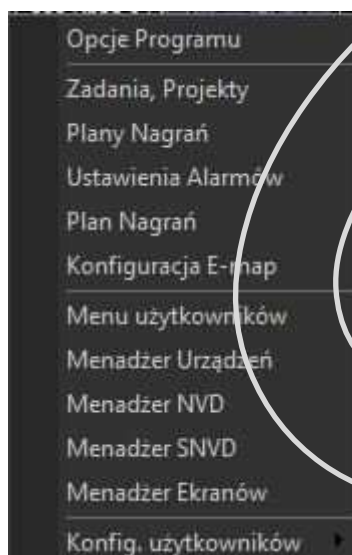 Opcje Programu
Zadania, Projekty
Plany Nagrań
Ustawienia Alarmów
Plan Nagrań
Konfiguracja E-map
Menu użytkowników
Menadżer Urządzeń
Menadżer NVD
Menadżer SNVD
Menadżer Ekranów
Konfig. użytkowników